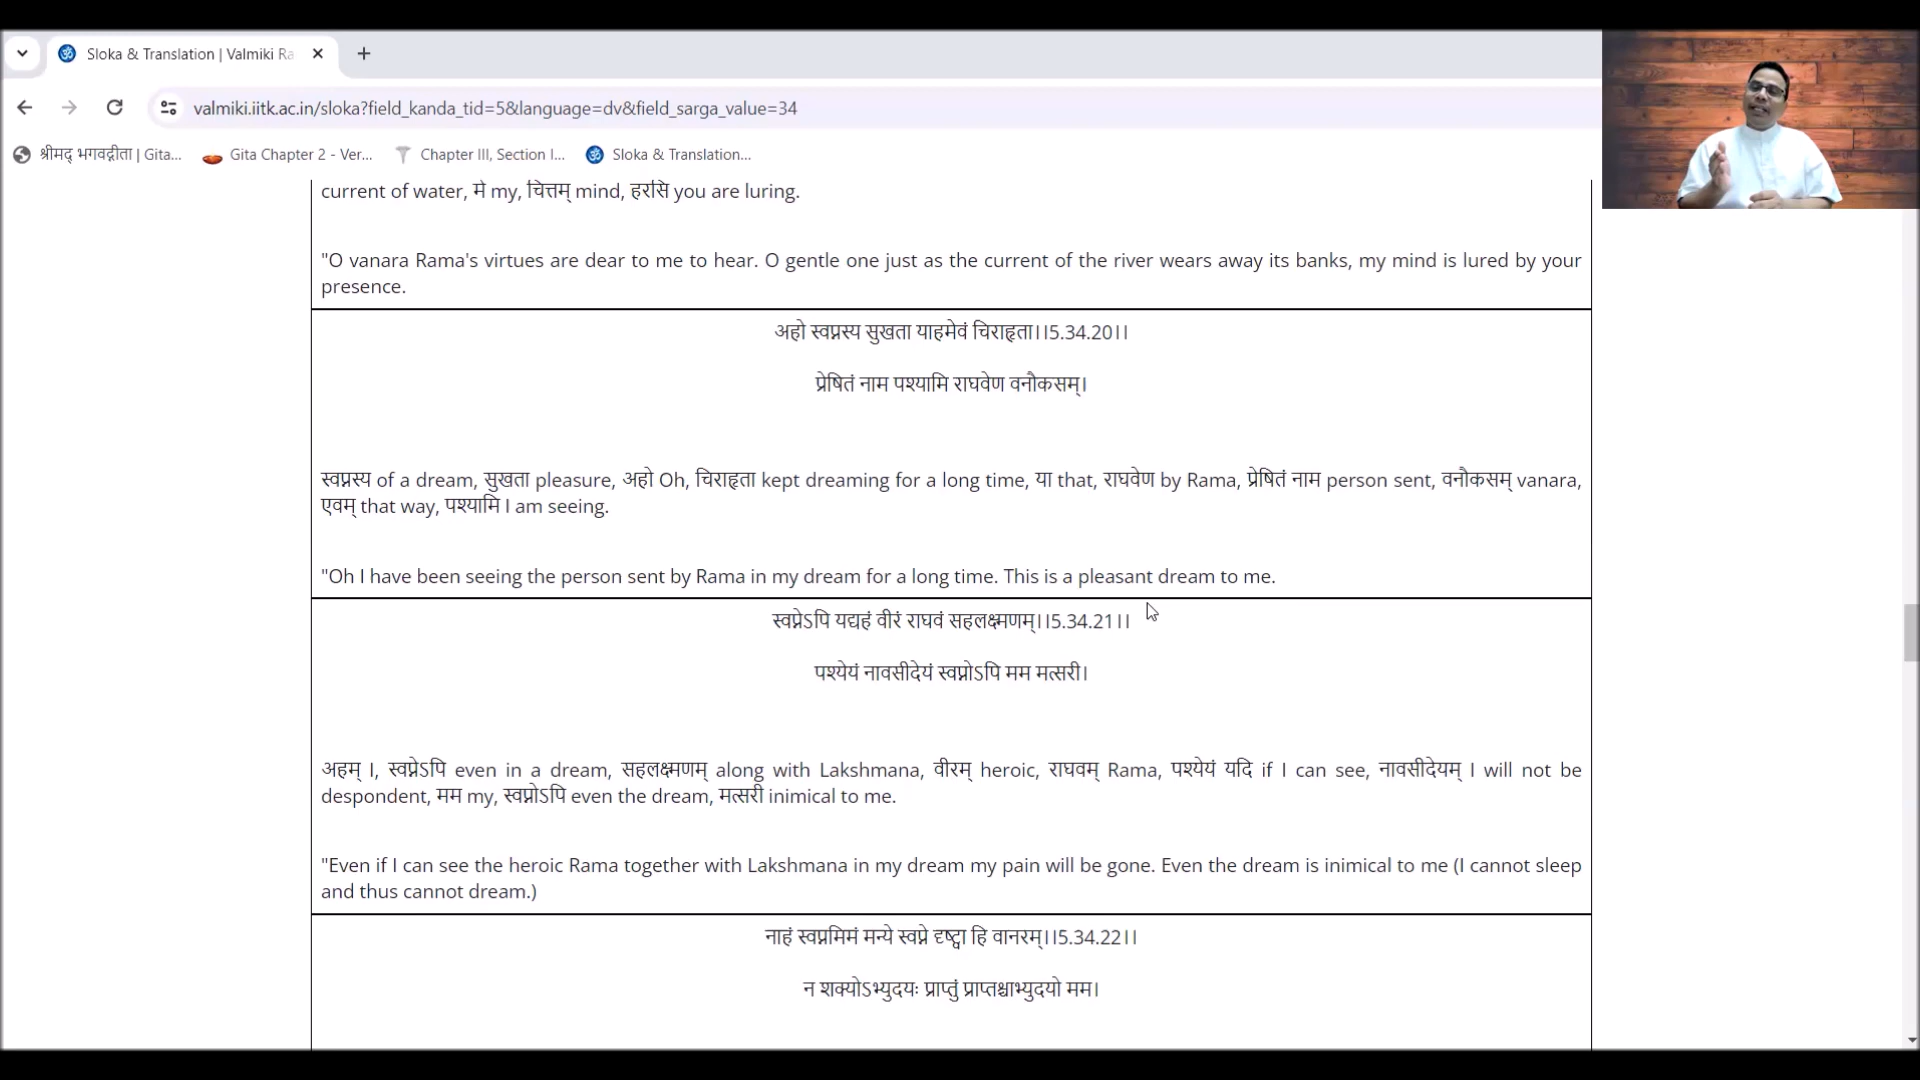 Sloka & Translation | Valmiki Ra
valmiki.iitk.ac.in/sloka?field_kanda_tid=5&language=dv&field_sarga_value=34
श्रीमद् भगवद्गीता | Gita...
Gita Chapter 2 - Ver...
Chapter III, Section I...
Sloka & Translation...
current of water, मे my, चित्तम् mind, हरसि you are luring.
"O vanara Rama's virtues are dear to me to hear. O gentle one just as the current of the river wears away its banks, my mind is lured by your
presence.
अहो स्वप्नस्य सुखता याहमेवं चिराहृता।।5.34.20।।
प्रेषितं नाम पश्यामि राघवेण वनौकसम्।
स्वप्नस्य of a dream, सुखता pleasure, अहो Oh, चिराहृता kept dreaming for a long time, या that, राघवेण by Rama, प्रेषितं नाम person sent, वनौकसम् vanara,
एवम् that way, पश्यामि I am seeing.
"Oh I have been seeing the person sent by Rama in my dream for a long time. This is a pleasant dream to me.
स्वप्नेऽपि यद्यहं वीरं राघवं सहलक्ष्मणम्।।5.34.21।।
पश्येयं नावसीदेयं स्वप्नोऽपि मम मत्सरी।
अहम् I, स्वप्नेऽपि even in a dream, सहलक्ष्मणम् along with Lakshmana, वीरम् heroic, राघवम् Rama, पश्येयं यदि if I can see, नावसीदेयम् I will not be
despondent, मम my, स्वप्नोऽपि even the dream, मत्सरी inimical to me.
"Even if I can see the heroic Rama together with Lakshmana in my dream my pain will be gone. Even the dream is inimical to me (I cannot sleep
and thus cannot dream.)
नाहं स्वप्नमिमं मन्ये स्वप्ने दृष्ट्वा हि वानरम्।।5.34.22।।
न शक्योऽभ्युदयः प्राप्तुं प्राप्तश्चाभ्युदयो मम।